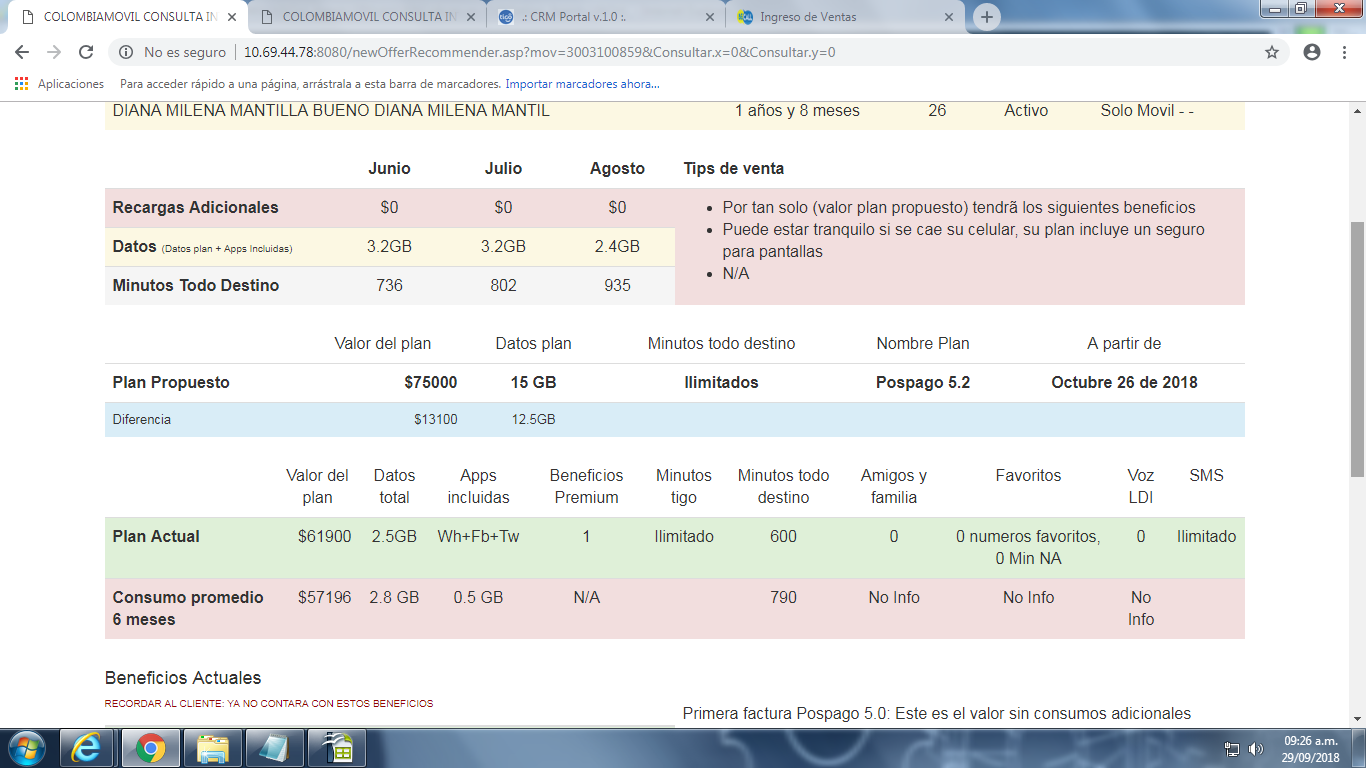 COLOMBIAMOVIL CONSULTA IN
COLOMBIAMOVIL CONSULTA IN
tigo .: CRM Portal v.1.0 :.
Ingreso de Ventas
No es seguro 10.69.44.78:8080/newOfferRecommender.asp?mov=3003100859&Consultar.x=0&Consultar.y=0
Aplicaciones Para acceder rápido a una página, arrástrala a esta barra de marcadores. Importar marcadores ahora...
DIANA MILENA MANTILLA BUENO DIANA MILENA MANTIL 1 años y 8 meses 26 Activo Solo Movil - -
Junio Julio Agosto Tips de venta
Recargas Adicionales $0 $0 $0
Datos (Datos plan + Apps Incluidas) 3.2GB 3.2GB 2.4GB
Minutos Todo Destino 736 802 935
• Por tan solo (valor plan propuesto) tendrã los siguientes beneficios
• Puede estar tranquilo si se cae su celular, su plan incluye un seguro
para pantallas
• N/A
Valor del plan Datos plan Minutos todo destino Nombre Plan A partir de
Plan Propuesto $75000 15 GB Ilimitados Pospago 5.2 Octubre 26 de 2018
Diferencia $13100 12.5GB
Valor del Datos Apps Beneficios Minutos Minutos todo Amigos y Favoritos Voz SMS
plan total incluidas Premium tigo destino familia LDI
Plan Actual $61900 2.5GB Wh+Fb+Tw 1 Ilimitado 600 0 0 numeros favoritos, 0 Ilimitado
0 Min NA
Consumo promedio $57196 2.8 GB 0.5 GB N/A 790 No Info No Info No
6 meses Info
Beneficios Actuales
RECORDAR AL CLIENTE: YA NO CONTARA CON ESTOS BENEFICIOS
Primera factura Pospago 5.0: Este es el valor sin consumos adicionales
09:26 a.m.
29/09/2018